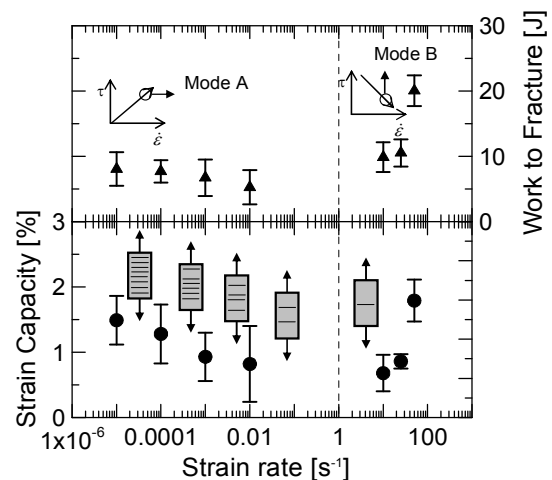 30
Mode B
Mode A
τ
τ
20
ε̇
ε̇
10
Work to Fracture [J]
0
3
2
1
0
Strain Capacity [%]
1x10⁻⁶ 0.0001 0.01 1 100
Strain rate [s⁻¹]